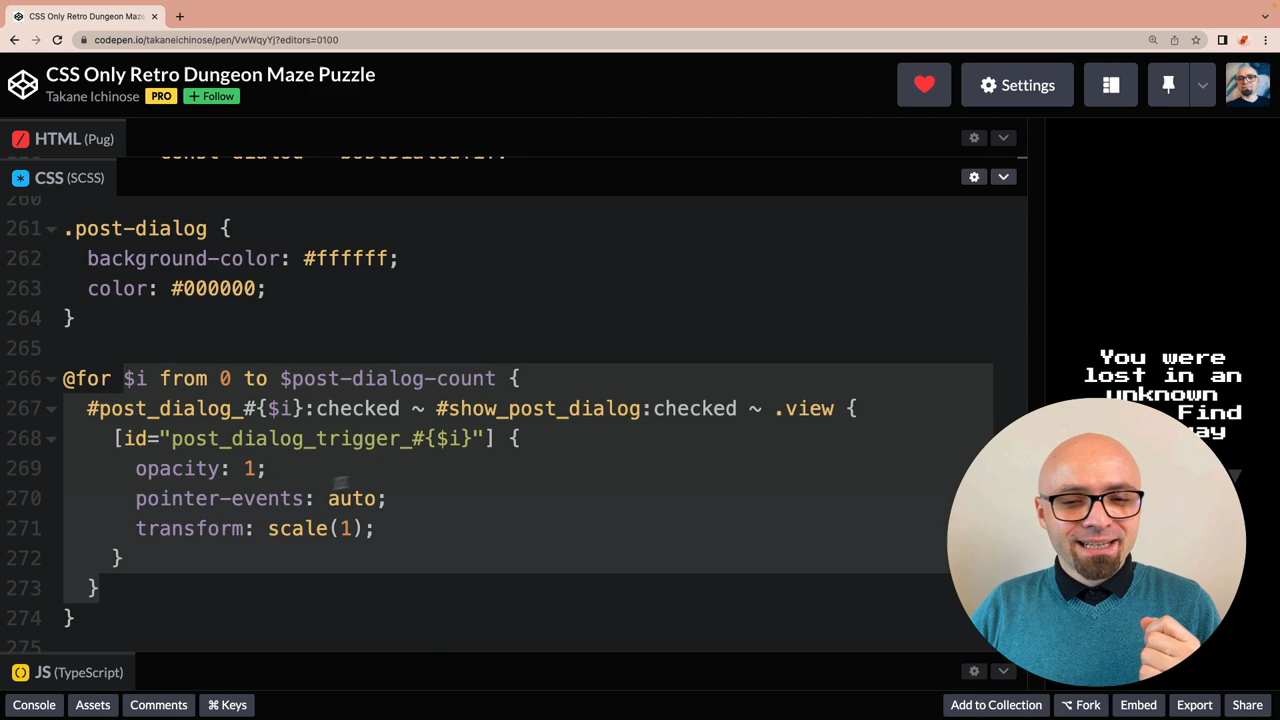 CSS Only Retro Dungeon Maze
codepen.io/takaneichinose/pen/VwWqyYj?editors=0100
CSS Only Retro Dungeon Maze Puzzle
Takane Ichinose PRO + Follow
Settings
HTML (Pug)
CSS (SCSS)
260
261 .post-dialog {
262 background-color: #ffffff;
263 color: #000000;
264 }
265
266 @for $i from 0 to $post-dialog-count {
267 #post_dialog_#{$i}:checked ~ #show_post_dialog:checked ~ .view {
268 [id="post_dialog_trigger_#{$i}"] {
269 opacity: 1;
270 pointer-events: auto;
271 transform: scale(1);
272 }
273 }
274 }
275
You were
lost in an
unknown
Find
JS (TypeScript)
Console Assets Comments ⌘ Keys Add to Collection ⌥ Fork Embed Export Share